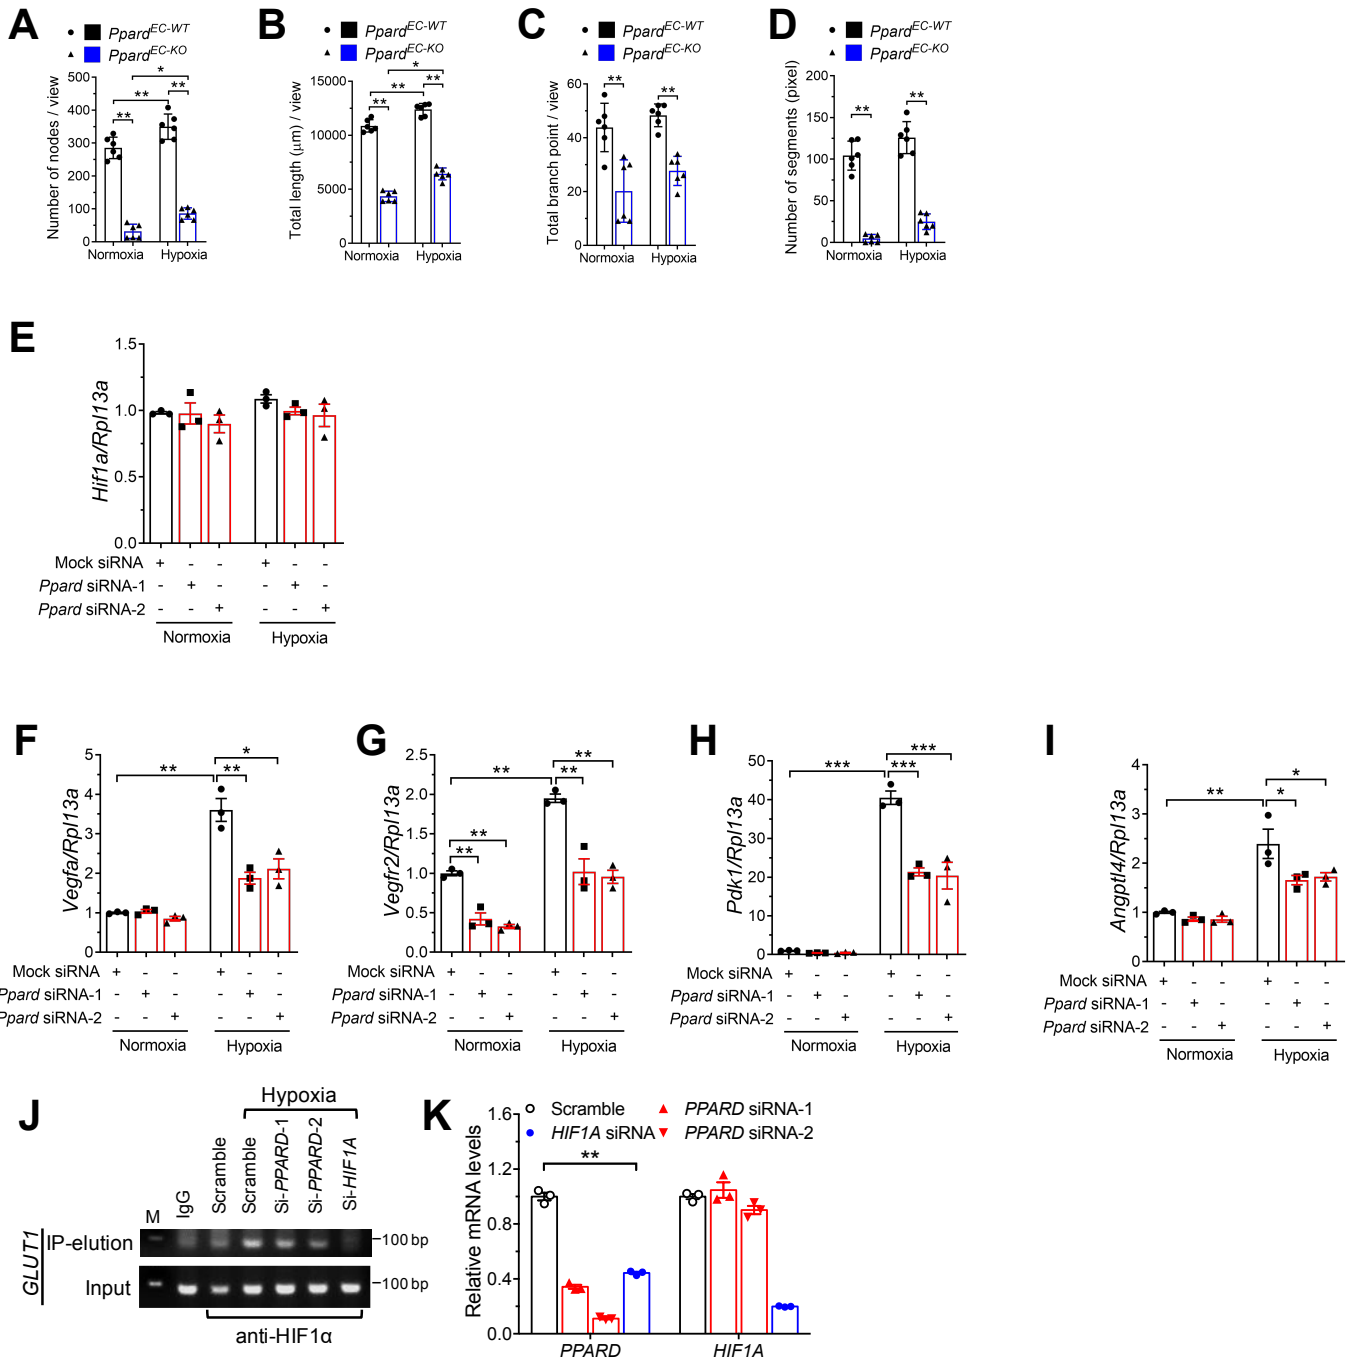 A
Ppard^EC-WT
Ppard^EC-KO
Number of nodes / view
500
400
300
200
100
0
*
** **
**
Normoxia Hypoxia
B
Ppard^EC-WT
Ppard^EC-KO
Total length (μm) / view
15000
10000
5000
0
*
** **
**
Normoxia Hypoxia
C
Ppard^EC-WT
Ppard^EC-KO
Total branch point / view
60
40
20
0
** **
Normoxia Hypoxia
D
Ppard^EC-WT
Ppard^EC-KO
Number of segments (pixel)
200
150
100
50
0
** **
Normoxia Hypoxia
E
Hif1a/Rpl13a
1.5
1.0
0.5
0.0
Mock siRNA + - - + - -
Ppard siRNA-1 - + - - + -
Ppard siRNA-2 - - + - - +
Normoxia Hypoxia
F
Vegfa/Rpl13a
5
4
3
2
1
0
*
** **
Mock siRNA + - - + - -
Ppard siRNA-1 - + - - + -
Ppard siRNA-2 - - + - - +
Normoxia Hypoxia
G
Vegfr2/Rpl13a
2.5
2.0
1.5
1.0
0.5
0
**
** **
**
**
Mock siRNA + - - + - -
Ppard siRNA-1 - + - - + -
Ppard siRNA-2 - - + - - +
Normoxia Hypoxia
H
Pdk1/Rpl13a
50
40
30
20
10
0
***
*** ***
Mock siRNA + - - + - -
Ppard siRNA-1 - + - - + -
Ppard siRNA-2 - - + - - +
Normoxia Hypoxia
I
Angptl4/Rpl13a
4
3
2
1
0
*
** *
Mock siRNA + - - + - -
Ppard siRNA-1 - + - - + -
Ppard siRNA-2 - - + - - +
Normoxia Hypoxia
J
Hypoxia
M IgG Scramble Scramble Si-PPARD-1 Si-PPARD-2 Si-HIF1A
GLUT1
IP-elution 100 bp
Input 100 bp
anti-HIF1α
K
Scramble PPARD siRNA-1
HIF1A siRNA PPARD siRNA-2
Relative mRNA levels
1.6
1.2
0.8
0.4
0.0
**
PPARD HIF1A